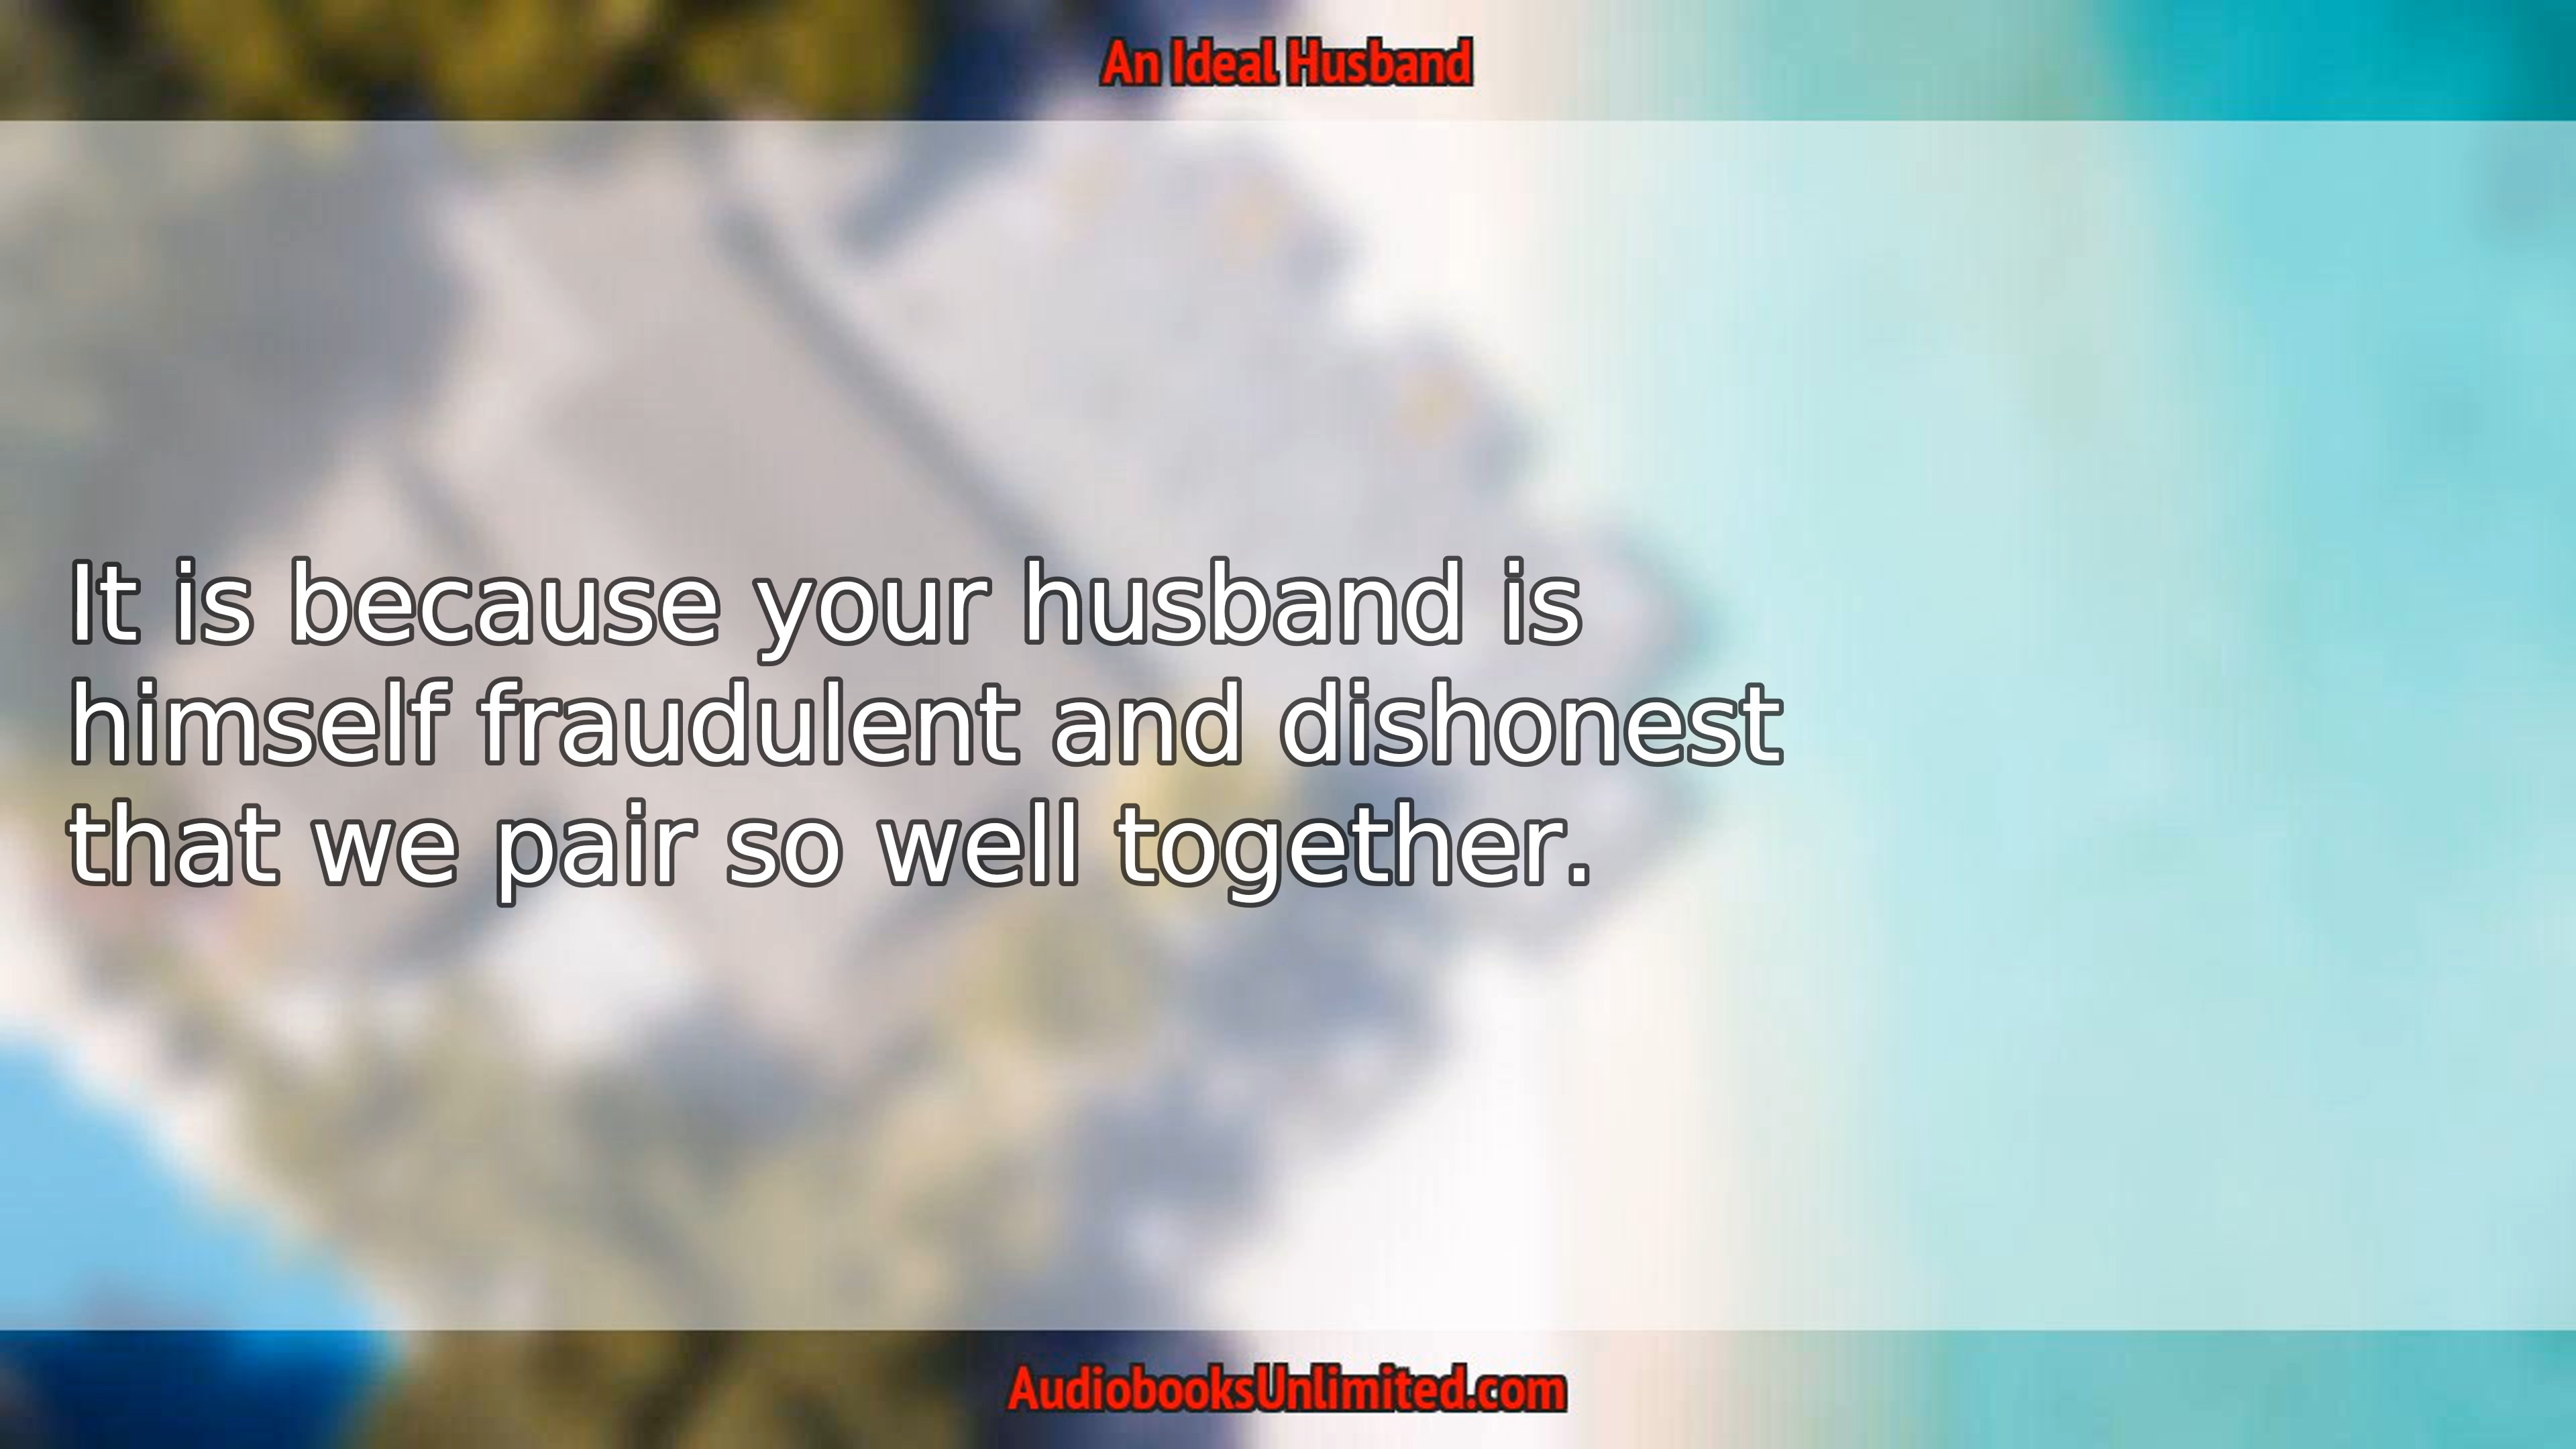 An Ideal Husband
It is because your husband is
himself fraudulent and dishonest
that we pair so well together.
AudiobooksUnlimited.com